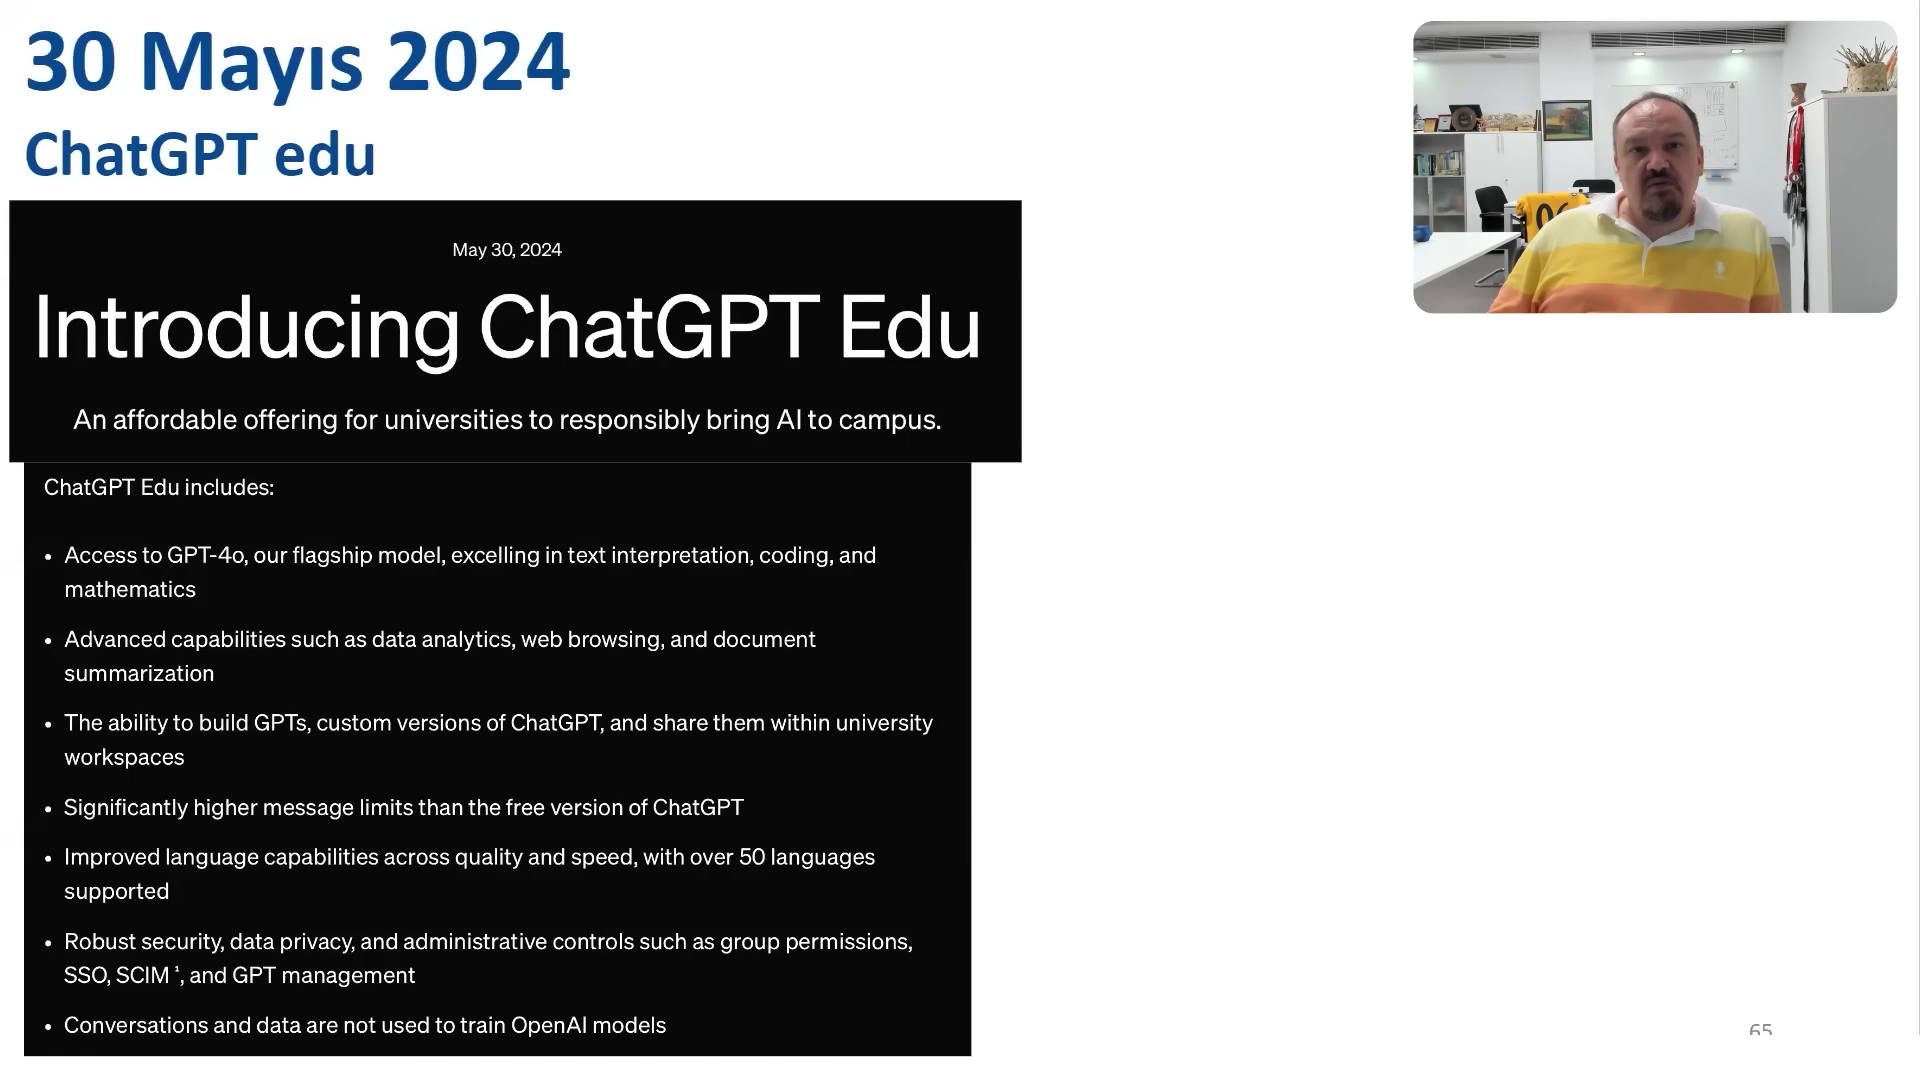 30 Mayıs 2024
ChatGPT edu
May 30, 2024
Introducing ChatGPT Edu
An affordable offering for universities to responsibly bring AI to campus.
ChatGPT Edu includes:
• Access to GPT-4o, our flagship model, excelling in text interpretation, coding, and
mathematics
• Advanced capabilities such as data analytics, web browsing, and document
summarization
• The ability to build GPTs, custom versions of ChatGPT, and share them within university
workspaces
• Significantly higher message limits than the free version of ChatGPT
• Improved language capabilities across quality and speed, with over 50 languages
supported
• Robust security, data privacy, and administrative controls such as group permissions,
SSO, SCIM ¹, and GPT management
• Conversations and data are not used to train OpenAI models
65